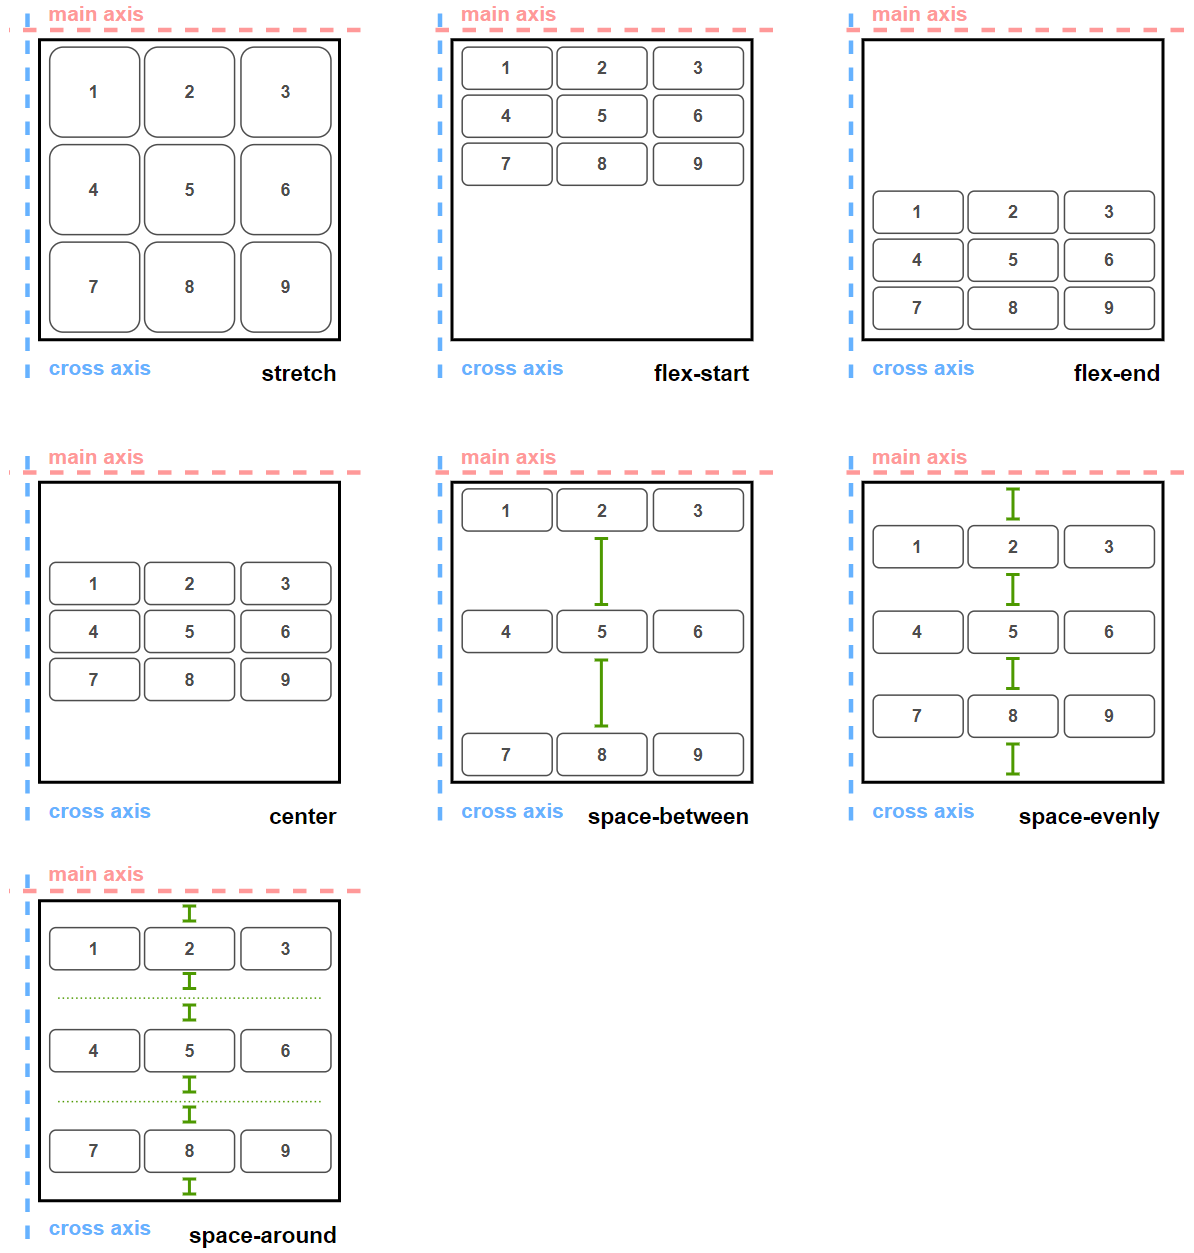 main axis
1 2 3
4 5 6
7 8 9
cross axis
stretch
main axis
1 2 3
4 5 6
7 8 9
cross axis
flex-start
main axis
1 2 3
4 5 6
7 8 9
cross axis
flex-end
main axis
1 2 3
4 5 6
7 8 9
cross axis
center
main axis
1 2 3
4 5 6
7 8 9
cross axis
space-between
main axis
1 2 3
4 5 6
7 8 9
cross axis
space-evenly
main axis
1 2 3
4 5 6
7 8 9
cross axis
space-around